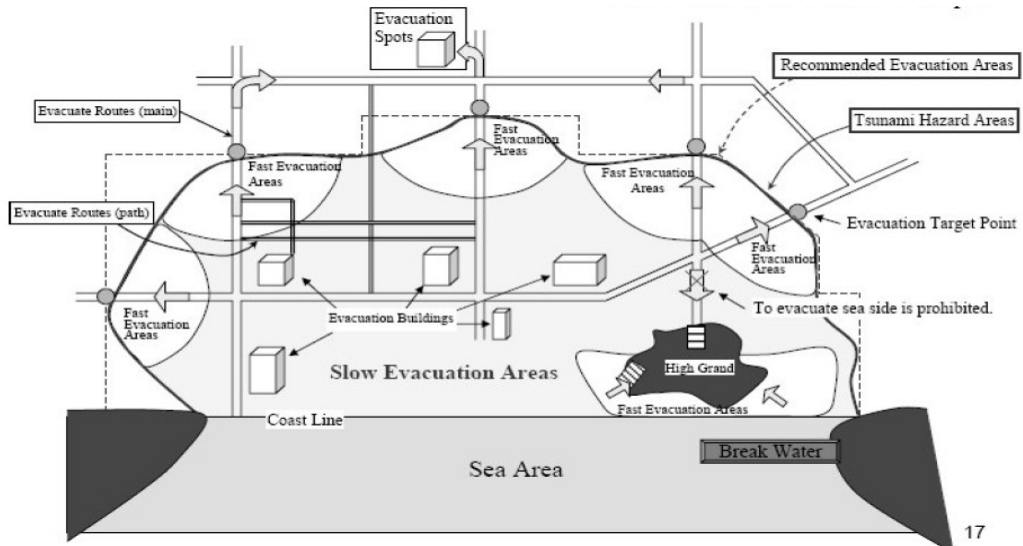 Evacuation
Spots
Recommended Evacuation Areas
Evacuate Routes (main)
Tsunami Hazard Areas
Fast
Evacuation
Areas
Fast Evacuation
Areas
Fast Evacuation
Areas
Evacuate Routes (path)
Evacuation Target Point
Fast
Evacuation
Areas
Fast
Evacuation
Areas
To evacuate sea side is prohibited.
Evacuation Buildings
Slow Evacuation Areas
High Grand
Fast Evacuation Areas
Coast Line
Break Water
Sea Area
17